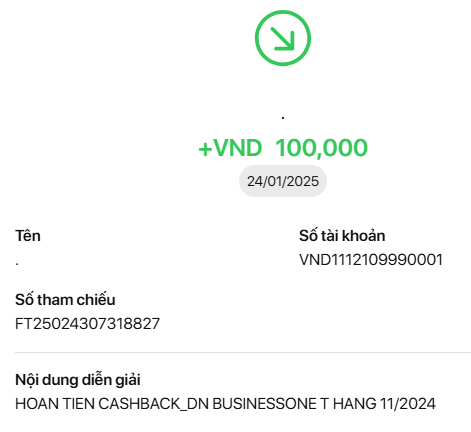 .
+VND 100,000
24/01/2025
Tên
Số tài khoản
.
VND1112109990001
Số tham chiếu
FT25024307318827
Nội dung diễn giải
HOAN TIEN CASHBACK_DN BUSINESSONE T HANG 11/2024